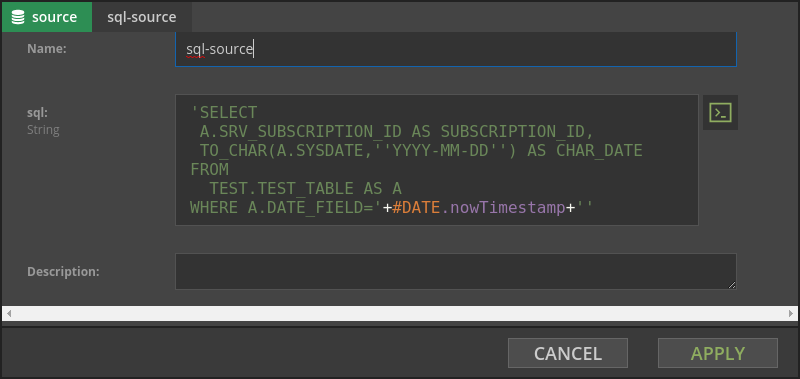 source sql-source
Name: sql-source
sql:
String
'SELECT
A.SRV_SUBSCRIPTION_ID AS SUBSCRIPTION_ID,
TO_CHAR(A.SYSDATE,''YYYY-MM-DD'') AS CHAR_DATE
FROM
TEST.TEST_TABLE AS A
WHERE A.DATE_FIELD='+#DATE.nowTimestamp+''
Description:
CANCEL APPLY